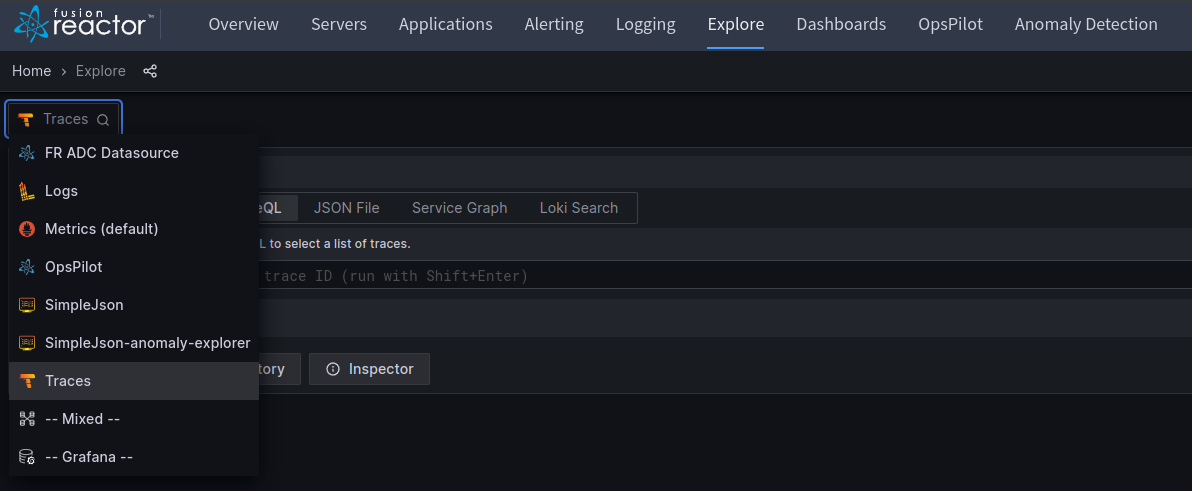 fusion reactor™
Overview Servers Applications Alerting Logging Explore Dashboards OpsPilot Anomaly Detection
Home › Explore
Traces
FR ADC Datasource
Logs
Metrics (default)
OpsPilot
SimpleJson
SimpleJson-anomaly-explorer
Traces
-- Mixed --
-- Grafana --
eQL JSON File Service Graph Loki Search
L to select a list of traces.
trace ID (run with Shift+Enter)
tory Inspector